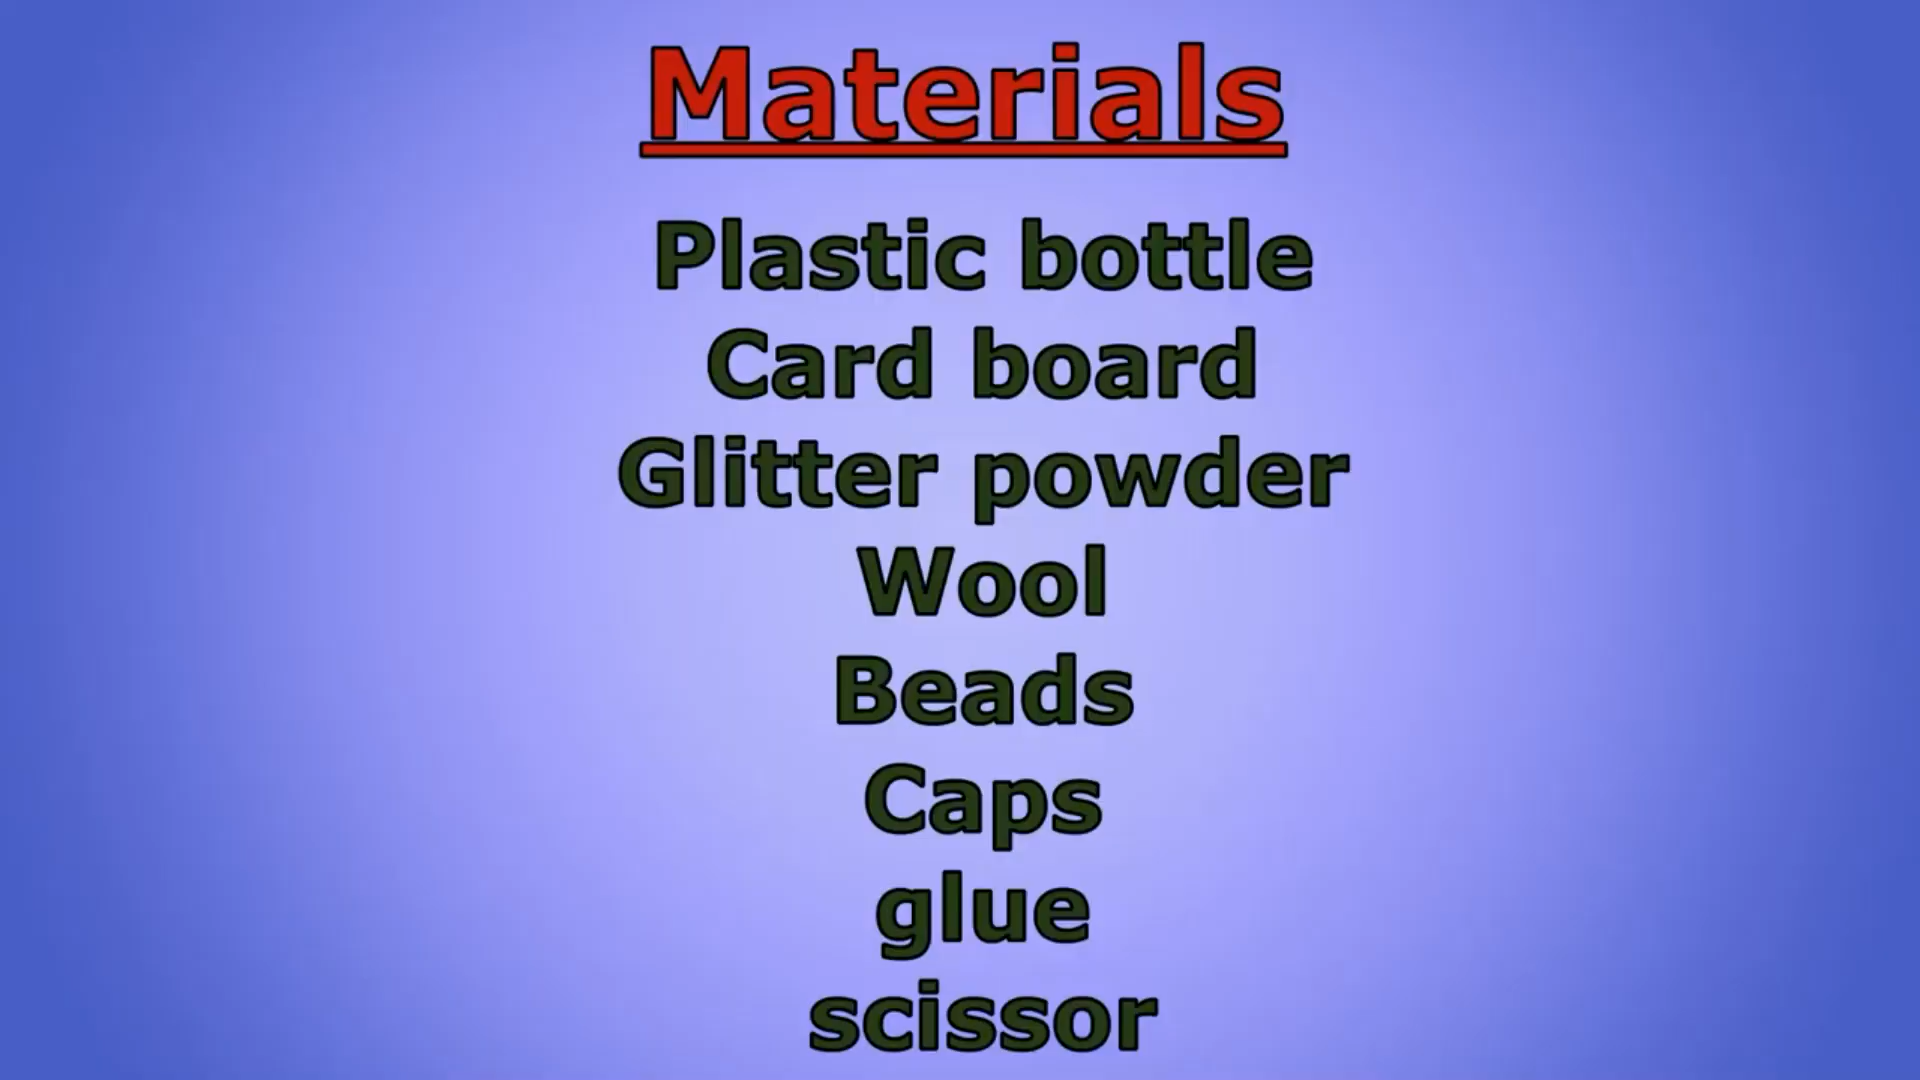 Materials
Plastic bottle
Card board
Glitter powder
Wool
Beads
Caps
glue
scissor